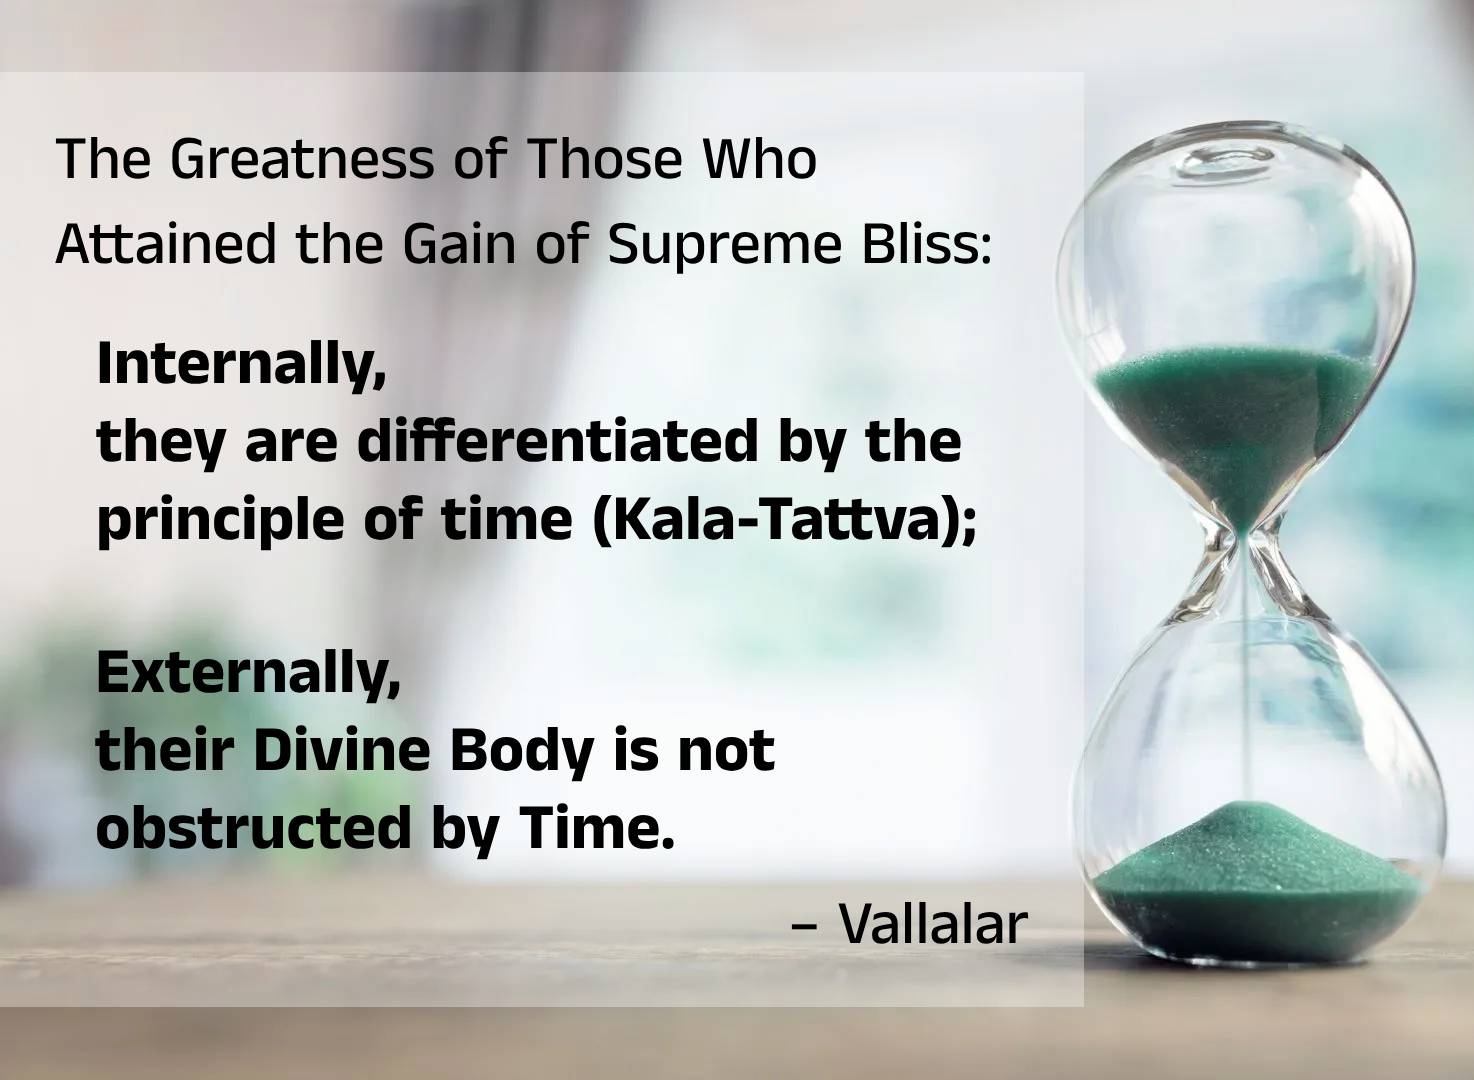 The Greatness of Those Who
Attained the Gain of Supreme Bliss:
Internally,
they are differentiated by the
principle of time (Kala-Tattva);
Externally,
their Divine Body is not
obstructed by Time.
– Vallalar